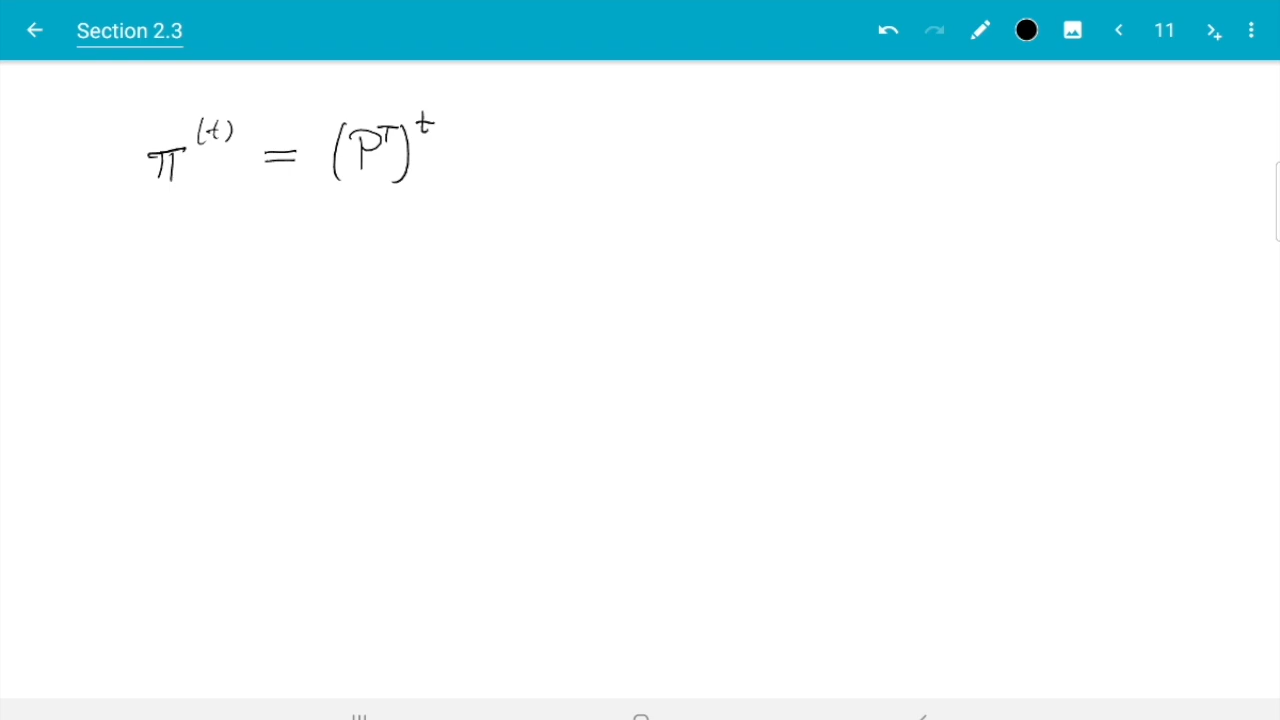 Section 2.3
11
π^(t) = (P^T)^t